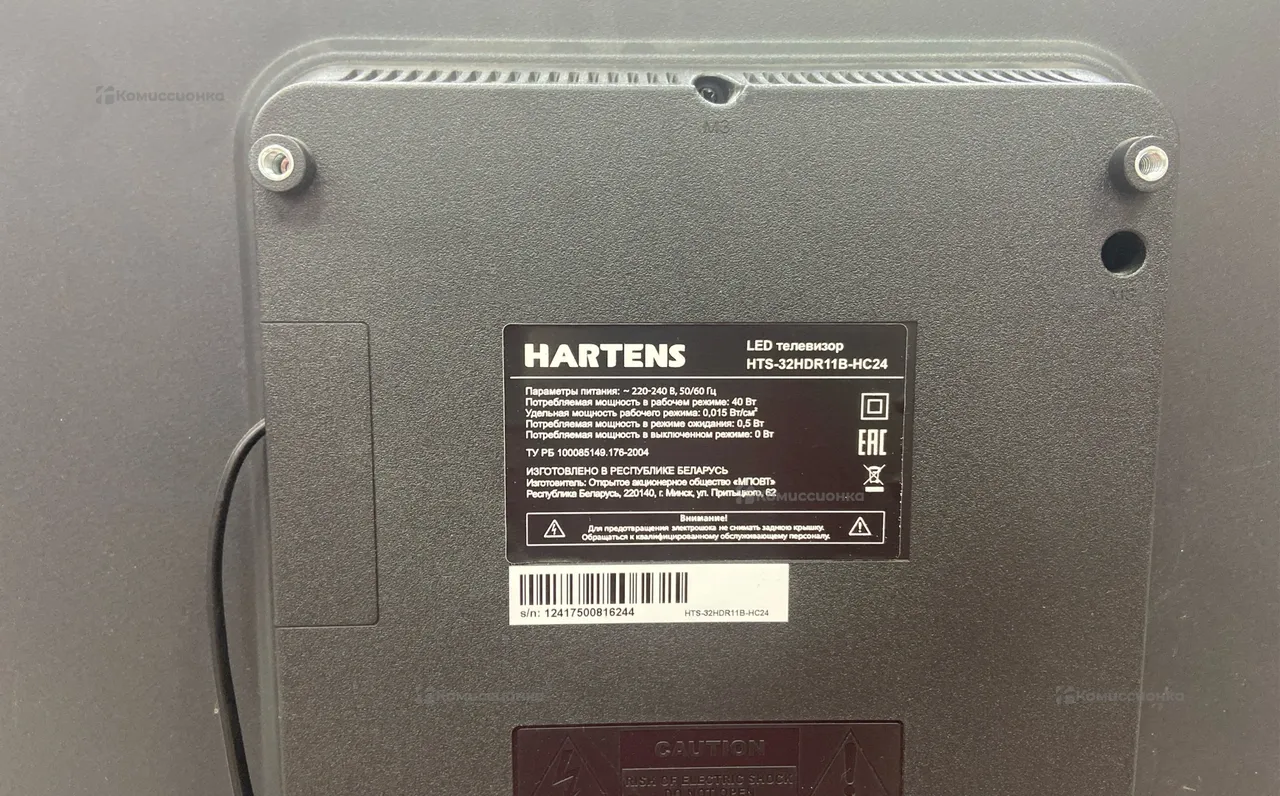 Комиссионка
M3
HARTENS
LED телевизор
HTS-32HDR11B-HC24
Параметры питания: ~ 220-240 В, 50/60 Гц
Потребляемая мощность в рабочем режиме: 40 Вт
Удельная мощность рабочего режима: 0,015 Вт/см²
Потребляемая мощность в режиме ожидания: 0,5 Вт
Потребляемая мощность в выключенном режиме: 0 Вт
ТУ РБ 100085149.176-2004
EAC
ИЗГОТОВЛЕНО В РЕСПУБЛИКЕ БЕЛАРУСЬ
Изготовитель: Открытое акционерное общество «МПОВТ»
Республика Беларусь, 220140, г. Минск, ул. Притыцкого, 62
Комиссионка
Внимание!
Для предотвращения электрошока не снимать заднюю крышку.
Обращаться к квалифицированному обслуживающему персоналу.
s/n: 12417500816244
HTS-32HDR11B-HC24
Комиссионка
Комиссионка
CAUTION
RISK OF ELECTRIC SHOCK
DO NOT OPEN